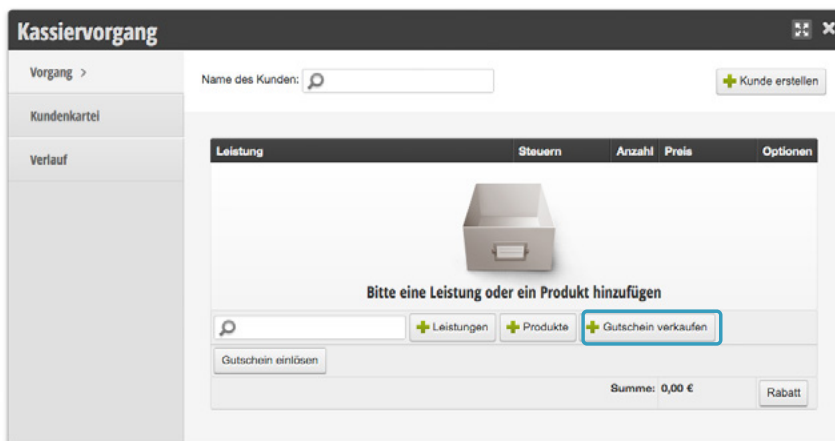 Kassiervorgang
Vorgang >
Name des Kunden:
Kunde erstellen
Kundenkartei
Verlauf
Leistung Steuern Anzahl Preis Optionen
Bitte eine Leistung oder ein Produkt hinzufügen
Leistungen Produkte Gutschein verkaufen
Gutschein einlösen
Summe: 0,00 €
Rabatt